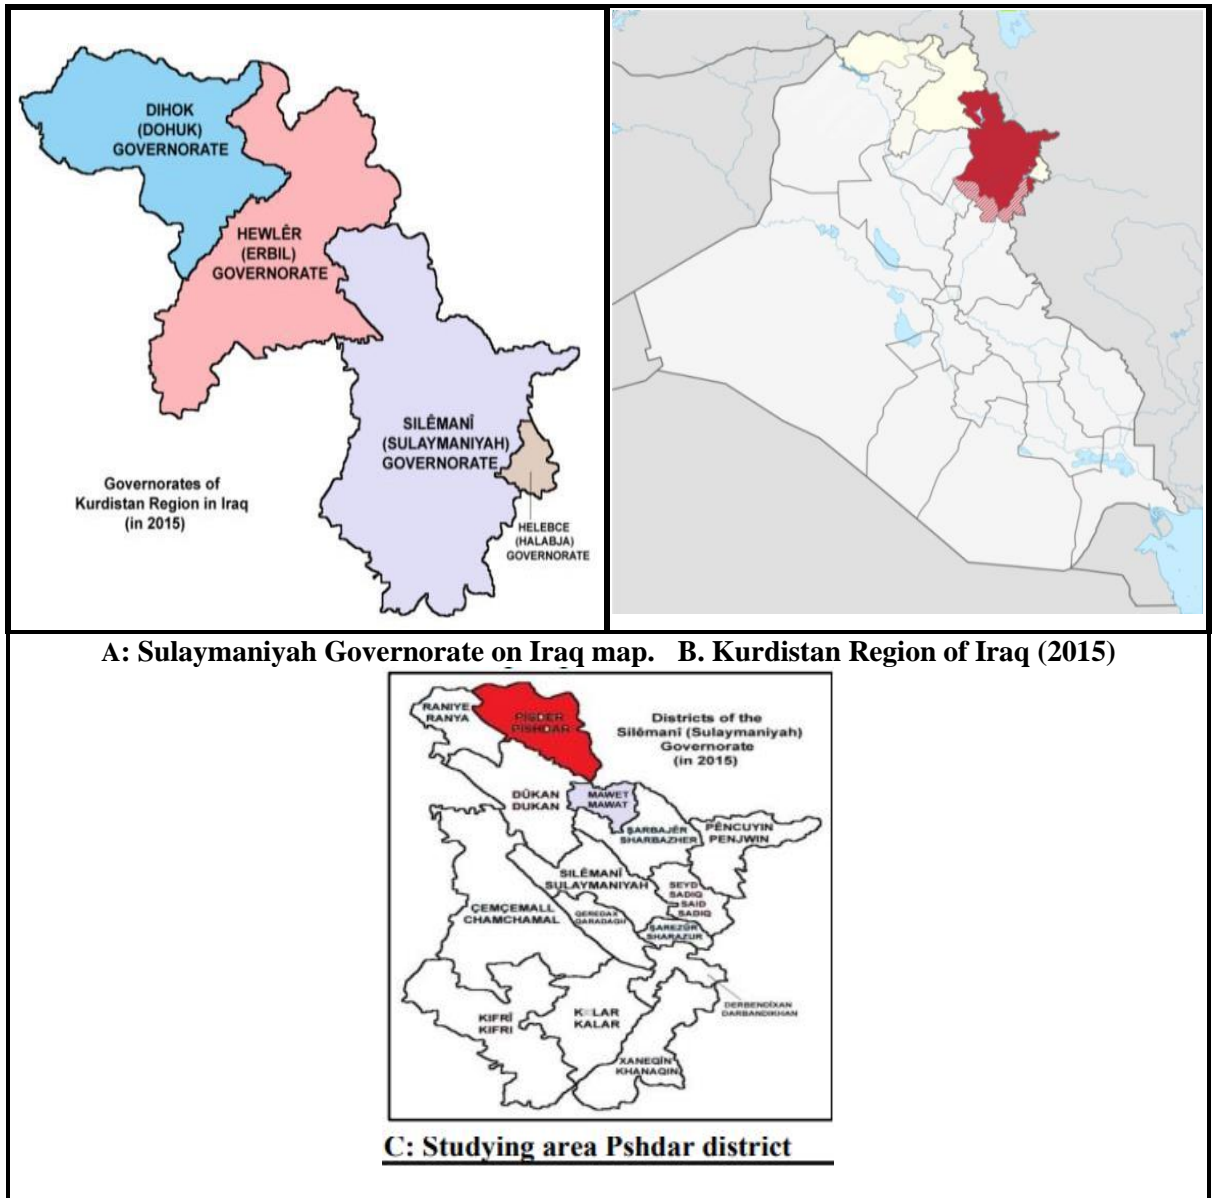 DIHOK
(DOHUK)
GOVERNORATE
HEWLÊR
(ERBIL)
GOVERNORATE
SILÊMANÎ
(SULAYMANIYAH)
GOVERNORATE
Governorates of
Kurdistan Region in Iraq
(in 2015)
HELEBCE
(HALABJA)
GOVERNORATE
A: Sulaymaniyah Governorate on Iraq map. B. Kurdistan Region of Iraq (2015)
RANIYE
RANYA
PISHDAR
Districts of the
Silêmanî (Sulaymaniyah)
Governorate
(in 2015)
DÛKAN
DUKAN
MAWET
MAWAT
ŞARBAJÊR
SHARBAZHER
PÊNCUYIN
PENJWIN
SILÊMANÎ
SULAYMANIYAH
SEYD
SADIQ
SAID
SADIQ
ÇEMÇEMALL
CHAMCHAMAL
QEREDAX
QARADAGH
ŞAREZÛR
SHARAZUR
DERBENDÎXAN
DARBANDIKHAN
KIFRÎ
KIFRI
KALAR
XANEQÎN
KHANAQIN
C: Studying area Pshdar district